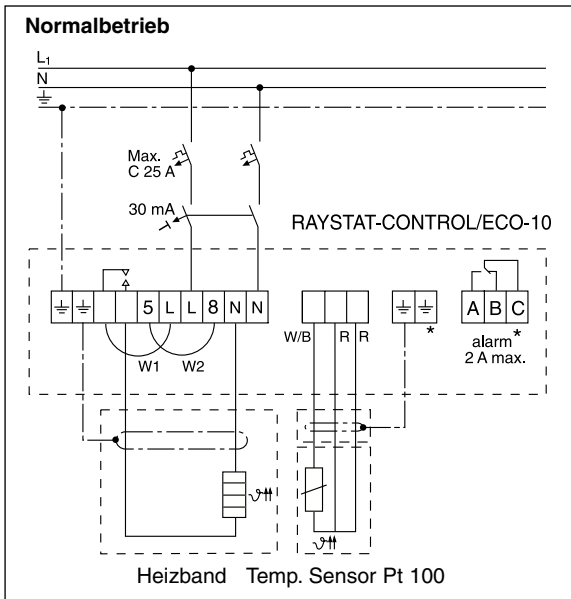 Normalbetrieb
L1
N
Max.
C 25 A
30 mA
RAYSTAT-CONTROL/ECO-10
5 L L 8 N N
A B C
W/B R R
* *
alarm
2 A max.
W1 W2
ϑ
ϑ
Heizband Temp. Sensor Pt 100